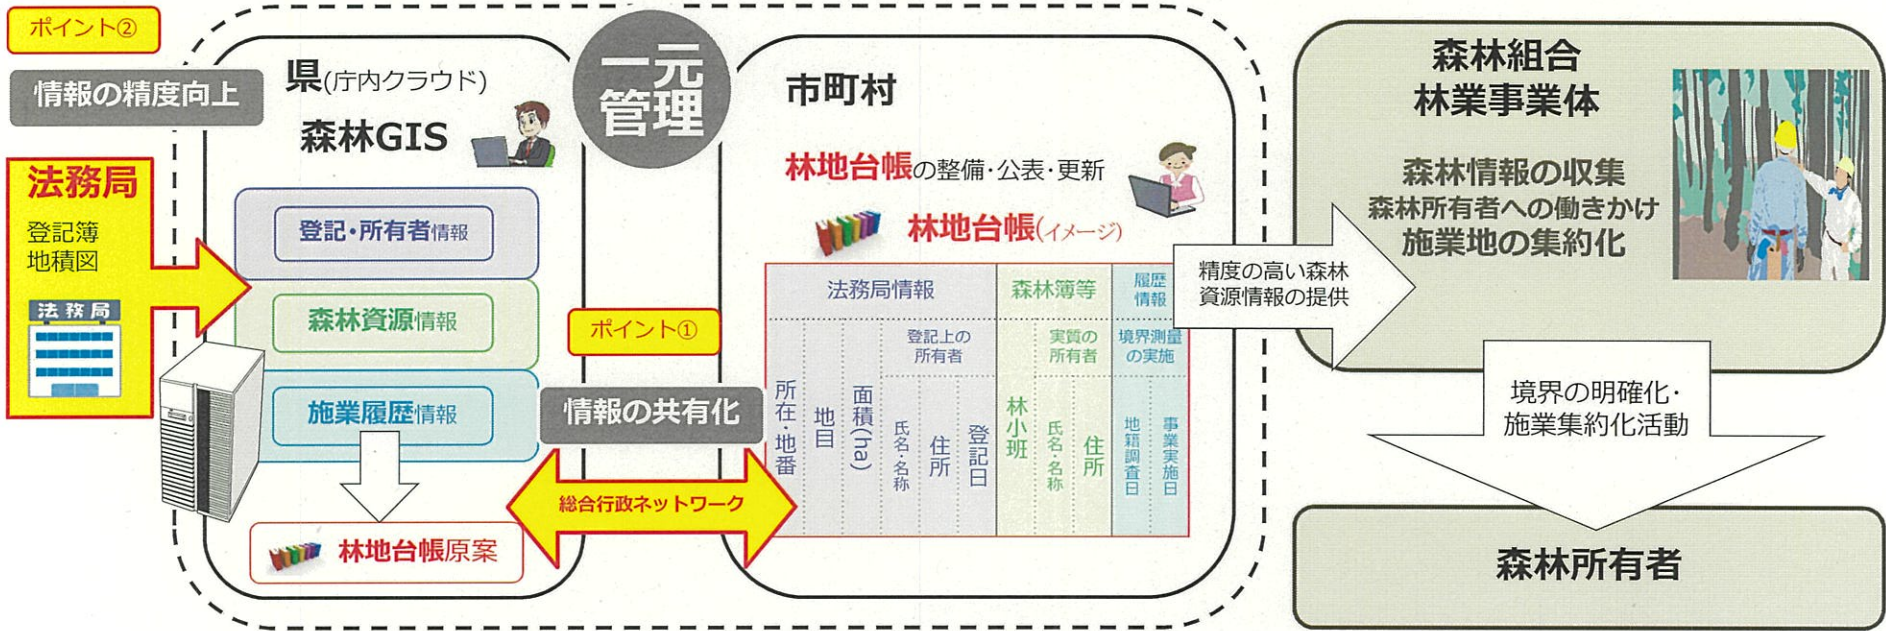 ポイント②
情報の精度向上
法務局
登記簿
地積図
法務局
県(庁内クラウド)
森林GIS
登記・所有者情報
森林資源情報
施業履歴情報
林地台帳原案
一元
管理
ポイント①
情報の共有化
総合行政ネットワーク
市町村
林地台帳の整備・公表・更新
林地台帳(イメージ)
法務局情報
森林簿等
履歴
情報
登記上の
所有者
実質の
所有者
境界測量
の実施
所在・地番
地目
面積(ha)
氏名・名称
住所
登記日
林小班
氏名・名称
住所
地籍調査日
事業実施日
精度の高い森林
資源情報の提供
森林組合
林業事業体
森林情報の収集
森林所有者への働きかけ
施業地の集約化
境界の明確化・
施業集約化活動
森林所有者